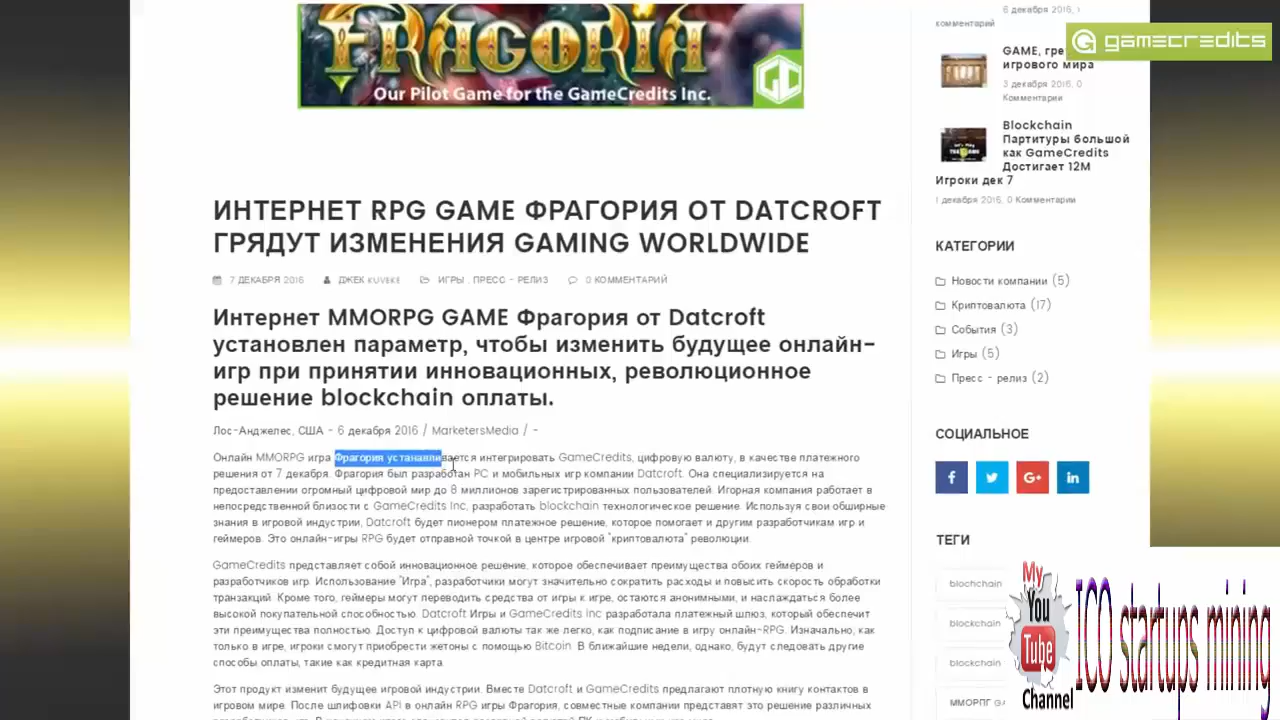 FRAGORIA
Our Pilot Game for the GameCredits Inc.
GC
ИНТЕРНЕТ RPG GAME ФРАГОРИЯ ОТ DATCROFT
ГРЯДУТ ИЗМЕНЕНИЯ GAMING WORLDWIDE
7 ДЕКАБРЯ 2016 ДЖЕК KUVEKE ИГРЫ , ПРЕСС - РЕЛИЗ 0 КОММЕНТАРИЙ
Интернет MMORPG GAME Фрагория от Datcroft
установлен параметр, чтобы изменить будущее онлайн-
игр при принятии инновационных, революционное
решение blockchain оплаты.
Лос-Анджелес, США - 6 декабря 2016 / MarketersMedia / -
Онлайн MMORPG игра Фрагория устанавливается интегрировать GameCredits, цифровую валюту, в качестве платежного
решения от 7 декабря. Фрагория был разработан PC и мобильных игр компании Datcroft. Она специализируется на
предоставлении огромный цифровой мир до 8 миллионов зарегистрированных пользователей. Игорная компания работает в
непосредственной близости с GameCredits Inc, разработать blockchain технологическое решение. Используя свои обширные
знания в игровой индустрии, Datcroft будет пионером платежное решение, которое помогает и другим разработчикам игр и
геймеров. Это онлайн-игры RPG будет отправной точкой в центре игровой "криптовалюта" революции.
GameCredits представляет собой инновационное решение, которое обеспечивает преимущества обоих геймеров и
разработчиков игр. Использование "Игра", разработчики могут значительно сократить расходы и повысить скорость обработки
транзакций. Кроме того, геймеры могут переводить средства от игры к игре, остаются анонимными, и наслаждаться более
высокой покупательной способностью. Datcroft Игры и GameCredits Inc разработала платежный шлюз, который обеспечит
эти преимущества полностью. Доступ к цифровой валюты так же легко, как подписание в игру онлайн-RPG. Изначально, как
только в игре, игроки смогут приобрести жетоны с помощью Bitcoin. В ближайшие недели, однако, будут следовать другие
способы оплаты, такие как кредитная карта.
Этот продукт изменит будущее игровой индустрии. Вместе Datcroft и GameCredits предлагают плотную книгу контактов в
игровом мире. После шлифовки API в онлайн RPG игры Фрагория, совместные компании представят это решение различных
6 декабря 2016, 1
комментарий
gamecredits
GAME, гре
игрового мира
3 декабря 2016, 0
Комментарии
Blockchain
Партитуры большой
как GameCredits
Достигает 12M
Игроки дек 7
1 декабря 2016, 0 Комментарии
КАТЕГОРИИ
Новости компании (5)
Криптовалюта (17)
События (3)
Игры (5)
Пресс - релиз (2)
СОЦИАЛЬНОЕ
f G+ in
ТЕГИ
blochchain
blockchain
blockchain
ММОРПГ GA
My
You
Tube
Channel
ICO startups mining